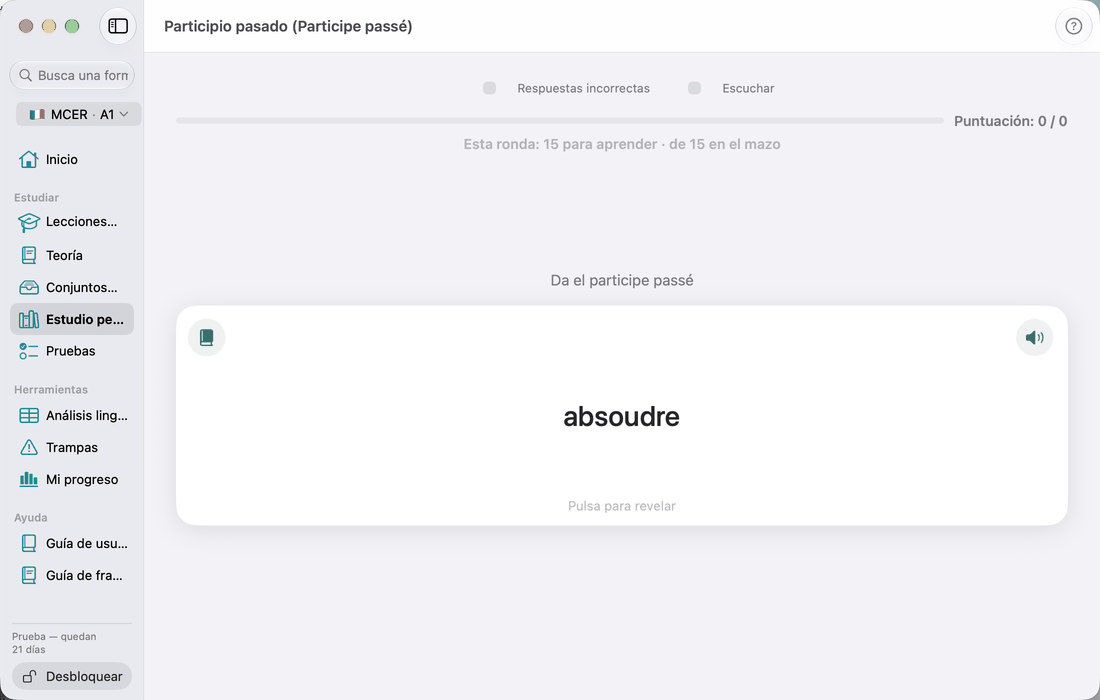 Participio pasado (Participe passé)
Busca una forn
MCER · A1
Inicio
Estudiar
Lecciones...
Teoría
Conjuntos...
Estudio pe...
Pruebas
Herramientas
Análisis ling...
Trampas
Mi progreso
Ayuda
Guía de usu...
Guía de fra...
Prueba — quedan
21 días
Desbloquear
Respuestas incorrectas
Escuchar
Puntuación: 0 / 0
Esta ronda: 15 para aprender · de 15 en el mazo
Da el participe passé
absoudre
Pulsa para revelar